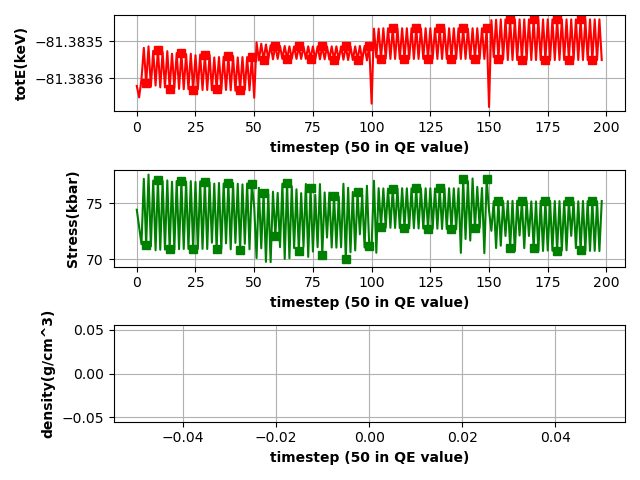 totE(keV)
−81.3835
−81.3836
0 25 50 75 100 125 150 175 200
timestep (50 in QE value)
Stress(kbar)
75
70
0 25 50 75 100 125 150 175 200
timestep (50 in QE value)
density(g/cm^3)
0.05
0.00
−0.05
−0.04 −0.02 0.00 0.02 0.04
timestep (50 in QE value)